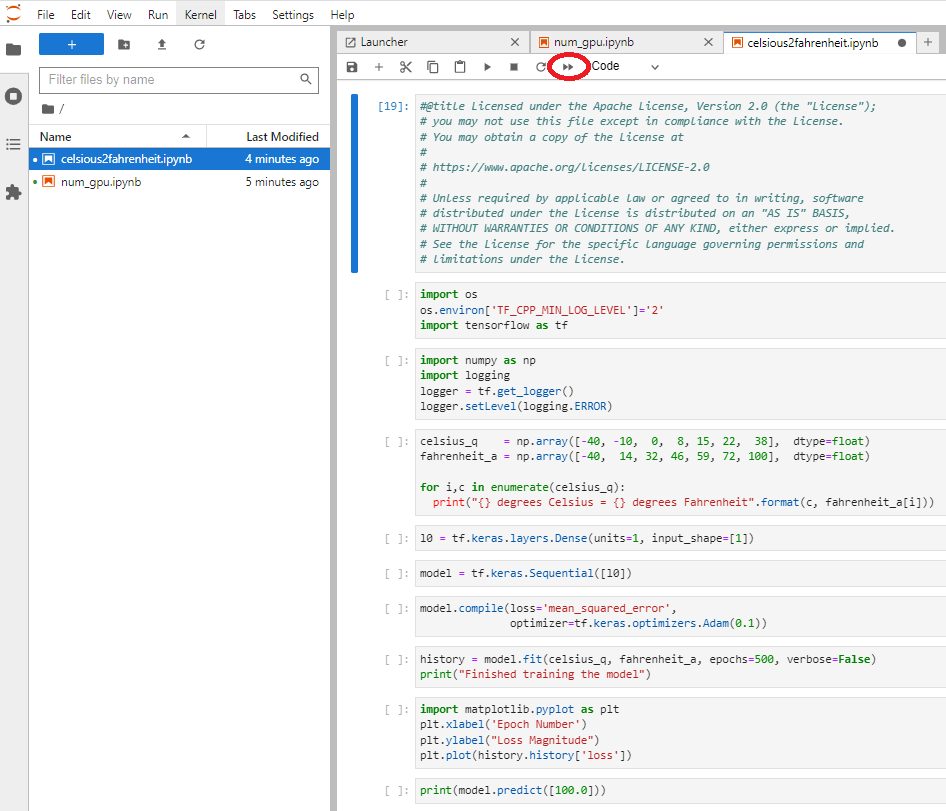 File Edit View Run Kernel Tabs Settings Help
+
Filter files by name
/
Name Last Modified
celsious2fahrenheit.ipynb 4 minutes ago
num_gpu.ipynb 5 minutes ago
Launcher num_gpu.ipynb celsious2fahrenheit.ipynb
Code
[19]: #@title Licensed under the Apache License, Version 2.0 (the "License");
# you may not use this file except in compliance with the License.
# You may obtain a copy of the License at
#
# https://www.apache.org/licenses/LICENSE-2.0
#
# Unless required by applicable law or agreed to in writing, software
# distributed under the License is distributed on an "AS IS" BASIS,
# WITHOUT WARRANTIES OR CONDITIONS OF ANY KIND, either express or implied.
# See the License for the specific language governing permissions and
# limitations under the License.
[ ]: import os
os.environ['TF_CPP_MIN_LOG_LEVEL']='2'
import tensorflow as tf
[ ]: import numpy as np
import logging
logger = tf.get_logger()
logger.setLevel(logging.ERROR)
[ ]: celsius_q    = np.array([-40, -10,  0,  8, 15, 22,  38],  dtype=float)
fahrenheit_a = np.array([-40,  14, 32, 46, 59, 72, 100],  dtype=float)
for i,c in enumerate(celsius_q):
  print("{} degrees Celsius = {} degrees Fahrenheit".format(c, fahrenheit_a[i]))
[ ]: l0 = tf.keras.layers.Dense(units=1, input_shape=[1])
[ ]: model = tf.keras.Sequential([l0])
[ ]: model.compile(loss='mean_squared_error',
              optimizer=tf.keras.optimizers.Adam(0.1))
[ ]: history = model.fit(celsius_q, fahrenheit_a, epochs=500, verbose=False)
print("Finished training the model")
[ ]: import matplotlib.pyplot as plt
plt.xlabel('Epoch Number')
plt.ylabel("Loss Magnitude")
plt.plot(history.history['loss'])
[ ]: print(model.predict([100.0]))